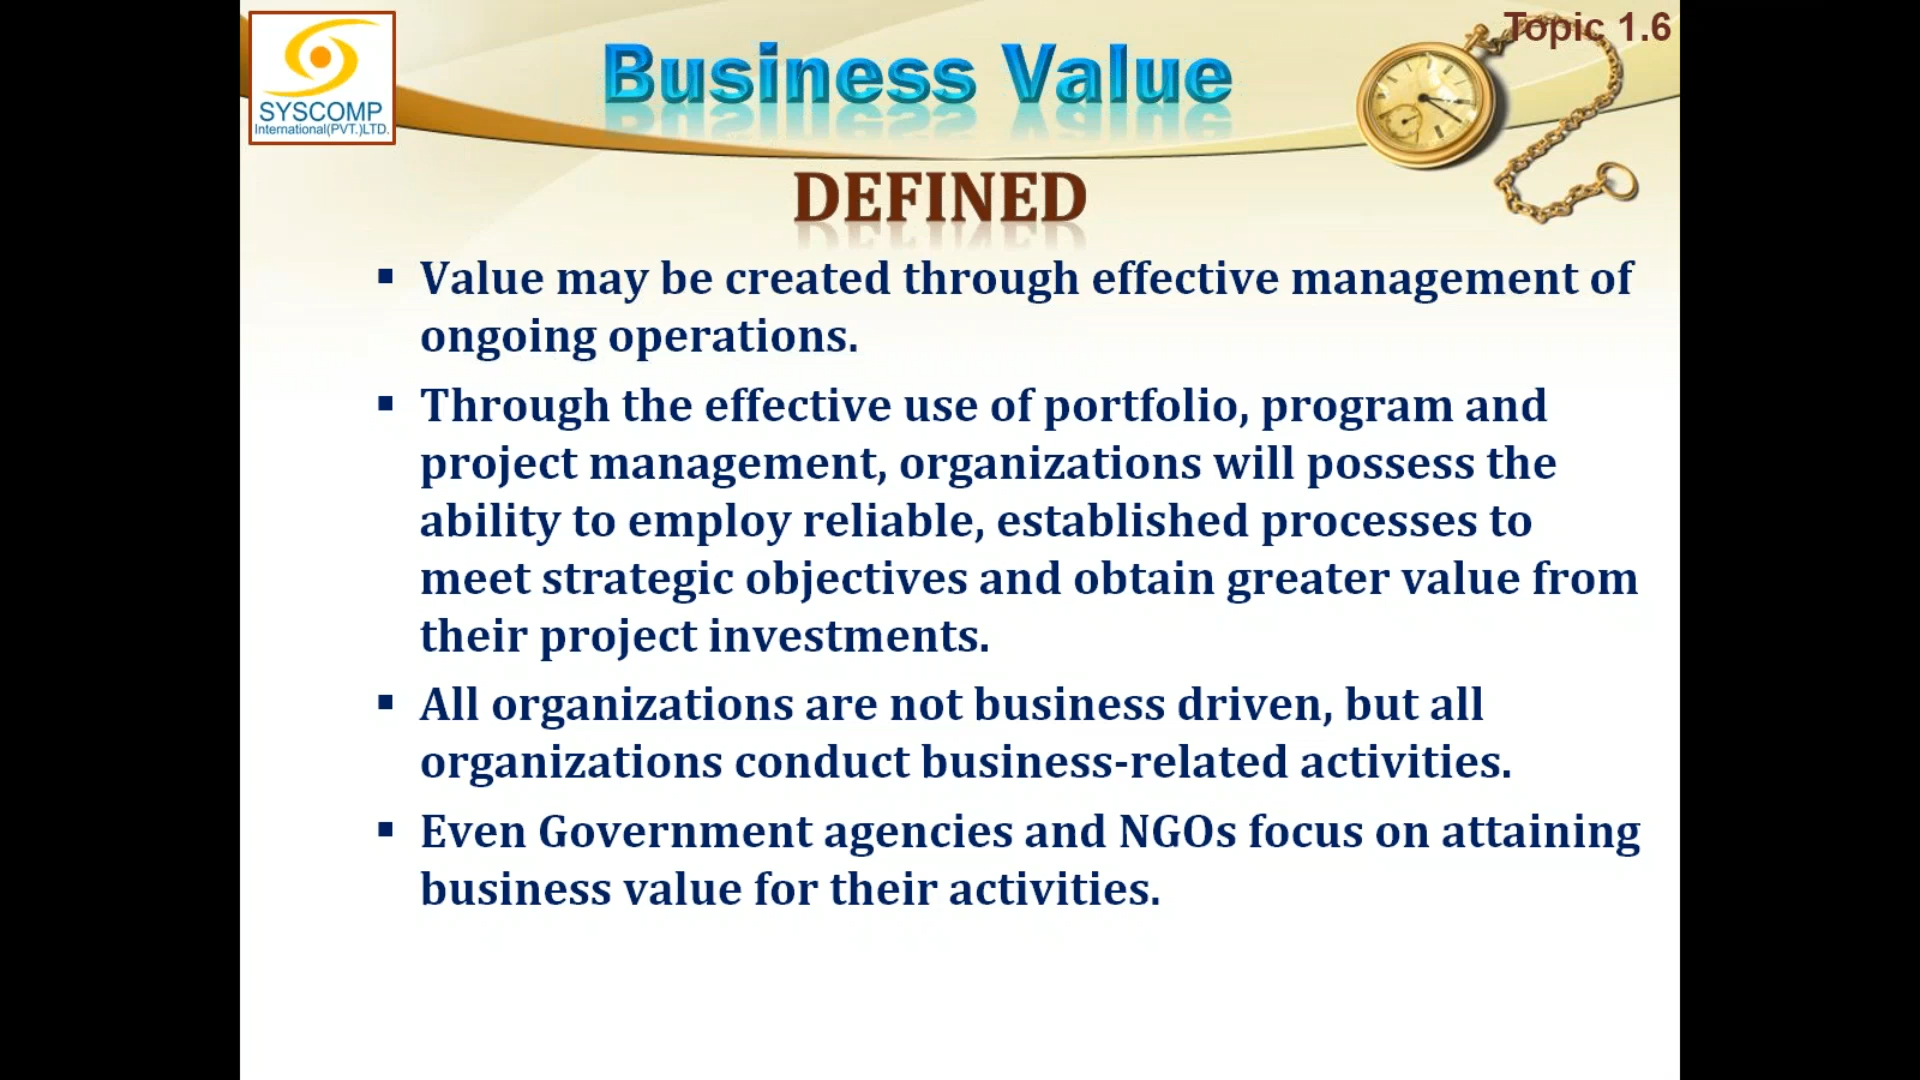 Topic 1.6
SYSCOMP
International(PVT.)LTD.
Business Value
DEFINED
▪ Value may be created through effective management of
ongoing operations.
▪ Through the effective use of portfolio, program and
project management, organizations will possess the
ability to employ reliable, established processes to
meet strategic objectives and obtain greater value from
their project investments.
▪ All organizations are not business driven, but all
organizations conduct business-related activities.
▪ Even Government agencies and NGOs focus on attaining
business value for their activities.